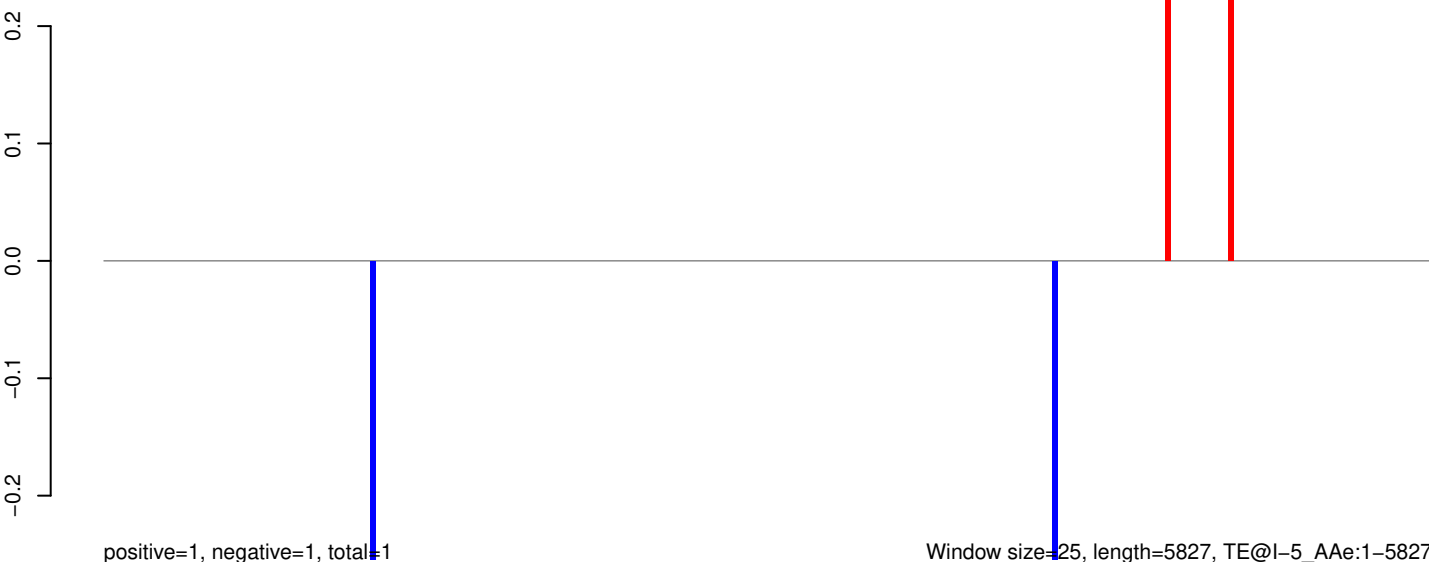 0.2
0.1
0.0
−0.1
−0.2
positive=1, negative=1, total=1
Window size=25, length=5827, TE@I−5_AAe:1−5827